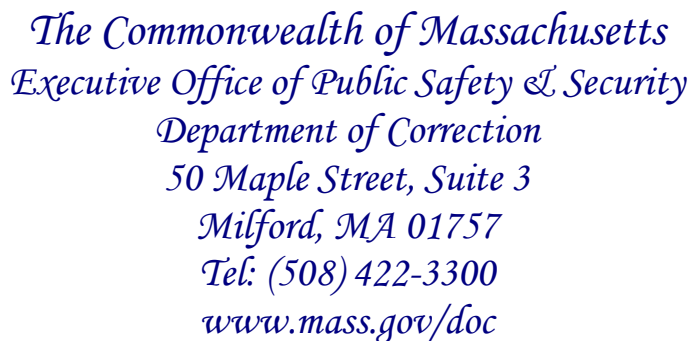 The Commonwealth of Massachusetts
Executive Office of Public Safety & Security
Department of Correction
50 Maple Street, Suite 3
Milford, MA 01757
Tel: (508) 422-3300
www.mass.gov/doc